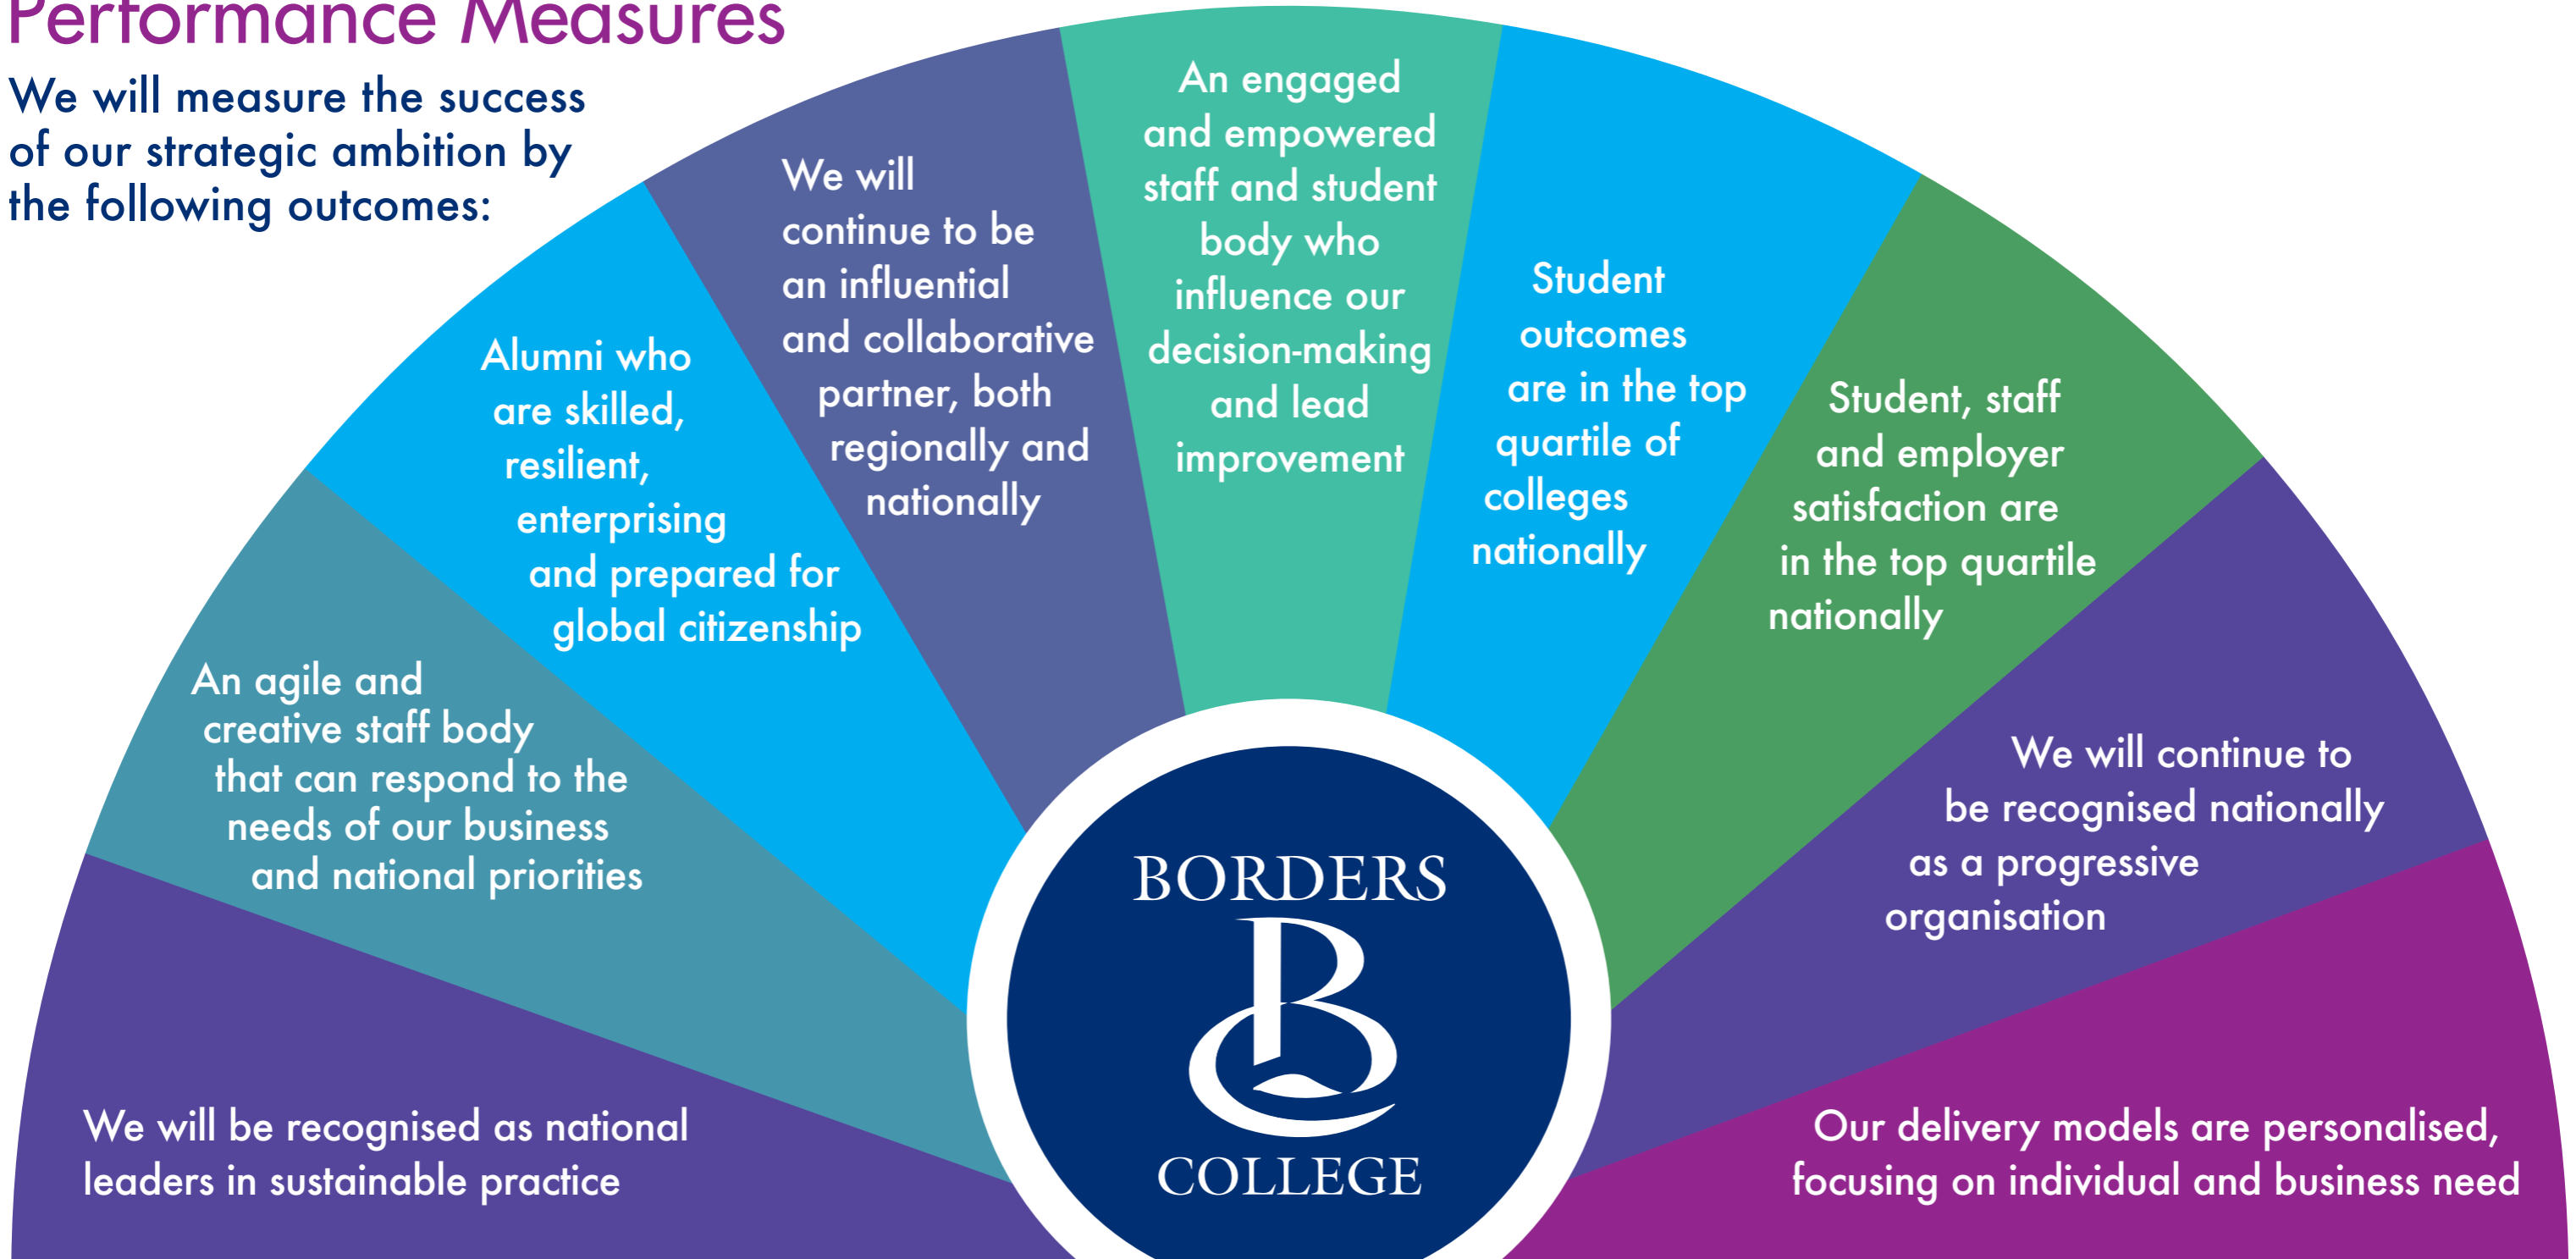 Performance Measures
We will measure the success
of our strategic ambition by
the following outcomes:
We will be recognised as national
leaders in sustainable practice
An agile and
creative staff body
that can respond to the
needs of our business
and national priorities
Alumni who
are skilled,
resilient,
enterprising
and prepared for
global citizenship
We will
continue to be
an influential
and collaborative
partner, both
regionally and
nationally
An engaged
and empowered
staff and student
body who
influence our
decision-making
and lead
improvement
Student
outcomes
are in the top
quartile of
colleges
nationally
Student, staff
and employer
satisfaction are
in the top quartile
nationally
We will continue to
be recognised nationally
as a progressive
organisation
Our delivery models are personalised,
focusing on individual and business need
BORDERS
COLLEGE